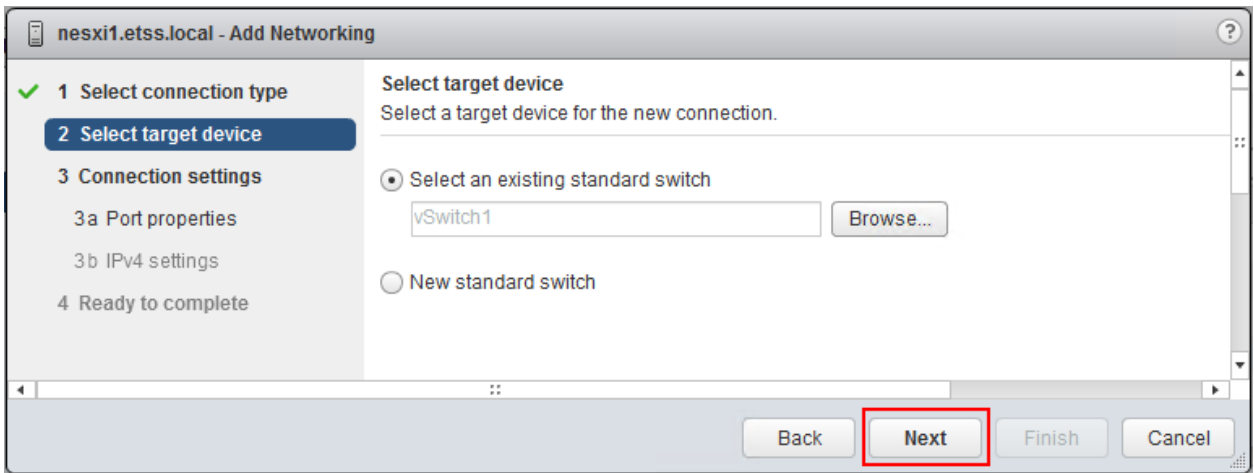 nesxi1.etss.local - Add Networking
?
1 Select connection type
2 Select target device
3 Connection settings
3a Port properties
3b IPv4 settings
4 Ready to complete
Select target device
Select a target device for the new connection.
Select an existing standard switch
vSwitch1
Browse...
New standard switch
Back
Next
Finish
Cancel